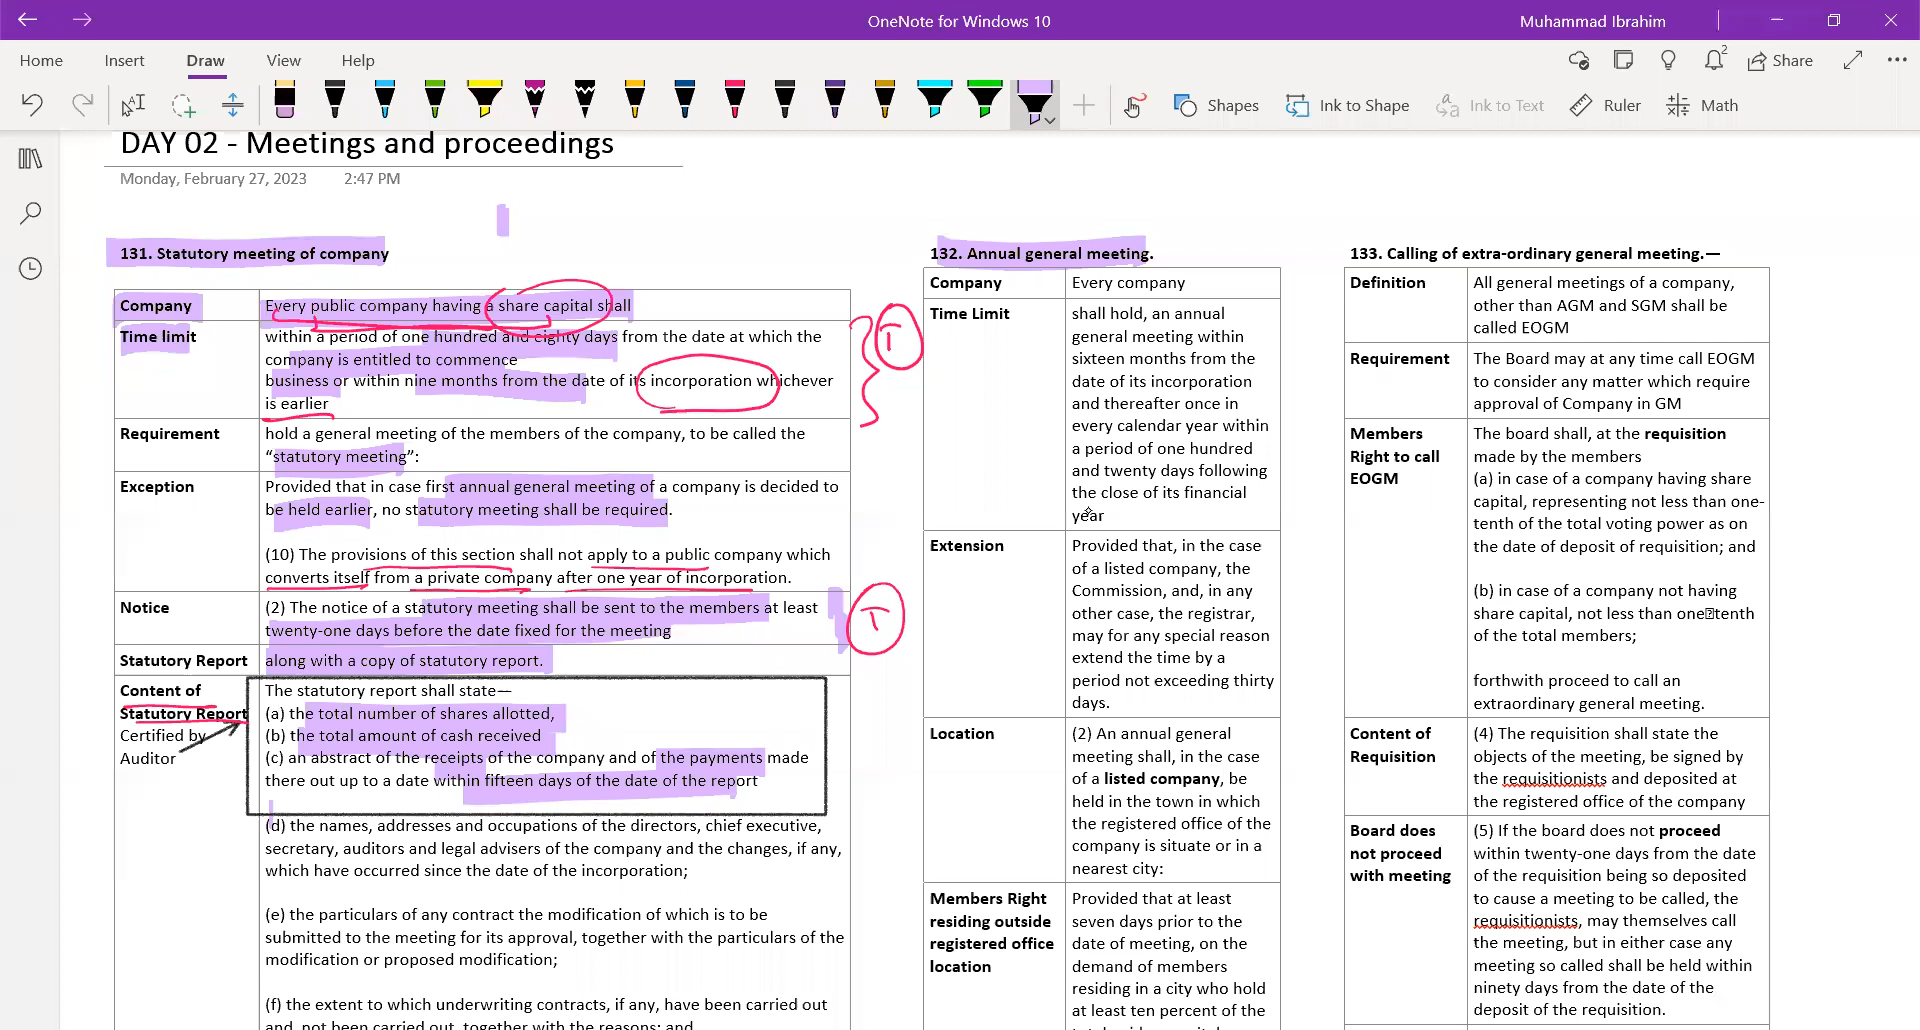 OneNote for Windows 10
Muhammad Ibrahim
Home Insert Draw View Help
2
Share
Shapes Ink to Shape Ink to Text Ruler Math
DAY 02 - Meetings and proceedings
Monday, February 27, 2023 2:47 PM
131. Statutory meeting of company
Company Every public company having a share capital shall
Time limit within a period of one hundred and eighty days from the date at which the
company is entitled to commence
business or within nine months from the date of its incorporation whichever
is earlier
Requirement hold a general meeting of the members of the company, to be called the
“statutory meeting”:
Exception Provided that in case first annual general meeting of a company is decided to
be held earlier, no statutory meeting shall be required.
(10) The provisions of this section shall not apply to a public company which
converts itself from a private company after one year of incorporation.
Notice (2) The notice of a statutory meeting shall be sent to the members at least
twenty-one days before the date fixed for the meeting
Statutory Report along with a copy of statutory report.
Content of The statutory report shall state—
Statutory Report (a) the total number of shares allotted,
Certified by (b) the total amount of cash received
Auditor (c) an abstract of the receipts of the company and of the payments made
there out up to a date within fifteen days of the date of the report
(d) the names, addresses and occupations of the directors, chief executive,
secretary, auditors and legal advisers of the company and the changes, if any,
which have occurred since the date of the incorporation;
(e) the particulars of any contract the modification of which is to be
submitted to the meeting for its approval, together with the particulars of the
modification or proposed modification;
(f) the extent to which underwriting contracts, if any, have been carried out
and, not been carried out, together with the reasons; and
T
T
132. Annual general meeting.
Company Every company
Time Limit shall hold, an annual
general meeting within
sixteen months from the
date of its incorporation
and thereafter once in
every calendar year within
a period of one hundred
and twenty days following
the close of its financial
year
Extension Provided that, in the case
of a listed company, the
Commission, and, in any
other case, the registrar,
may for any special reason
extend the time by a
period not exceeding thirty
days.
Location (2) An annual general
meeting shall, in the case
of a listed company, be
held in the town in which
the registered office of the
company is situate or in a
nearest city:
Members Right Provided that at least
residing outside seven days prior to the
registered office date of meeting, on the
location demand of members
residing in a city who hold
at least ten percent of the
133. Calling of extra-ordinary general meeting.—
Definition All general meetings of a company,
other than AGM and SGM shall be
called EOGM
Requirement The Board may at any time call EOGM
to consider any matter which require
approval of Company in GM
Members The board shall, at the requisition
Right to call made by the members
EOGM (a) in case of a company having share
capital, representing not less than one-
tenth of the total voting power as on
the date of deposit of requisition; and
(b) in case of a company not having
share capital, not less than one⍰tenth
of the total members;
forthwith proceed to call an
extraordinary general meeting.
Content of (4) The requisition shall state the
Requisition objects of the meeting, be signed by
the requisitionists and deposited at
the registered office of the company
Board does (5) If the board does not proceed
not proceed within twenty-one days from the date
with meeting of the requisition being so deposited
to cause a meeting to be called, the
requisitionists, may themselves call
the meeting, but in either case any
meeting so called shall be held within
ninety days from the date of the
deposit of the requisition.